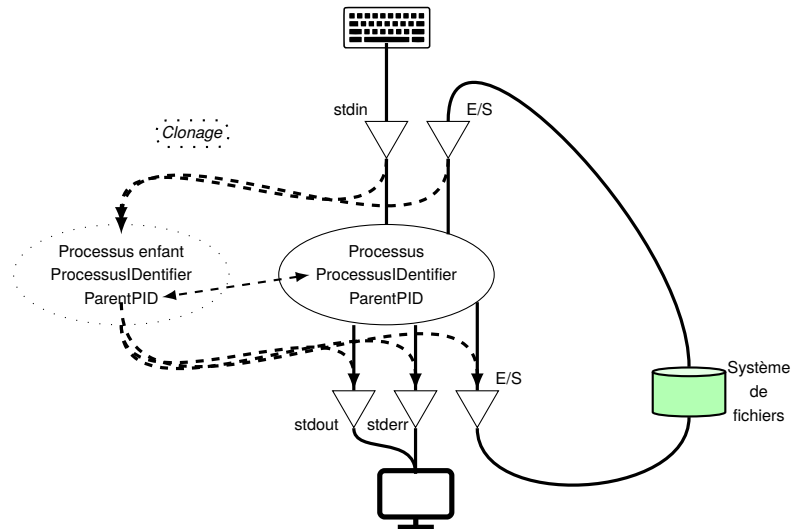 stdin
E/S
Clonage
Processus enfant
ProcessusIDentifier
ParentPID
Processus
ProcessusIDentifier
ParentPID
Système
de
fichiers
E/S
stdout
stderr